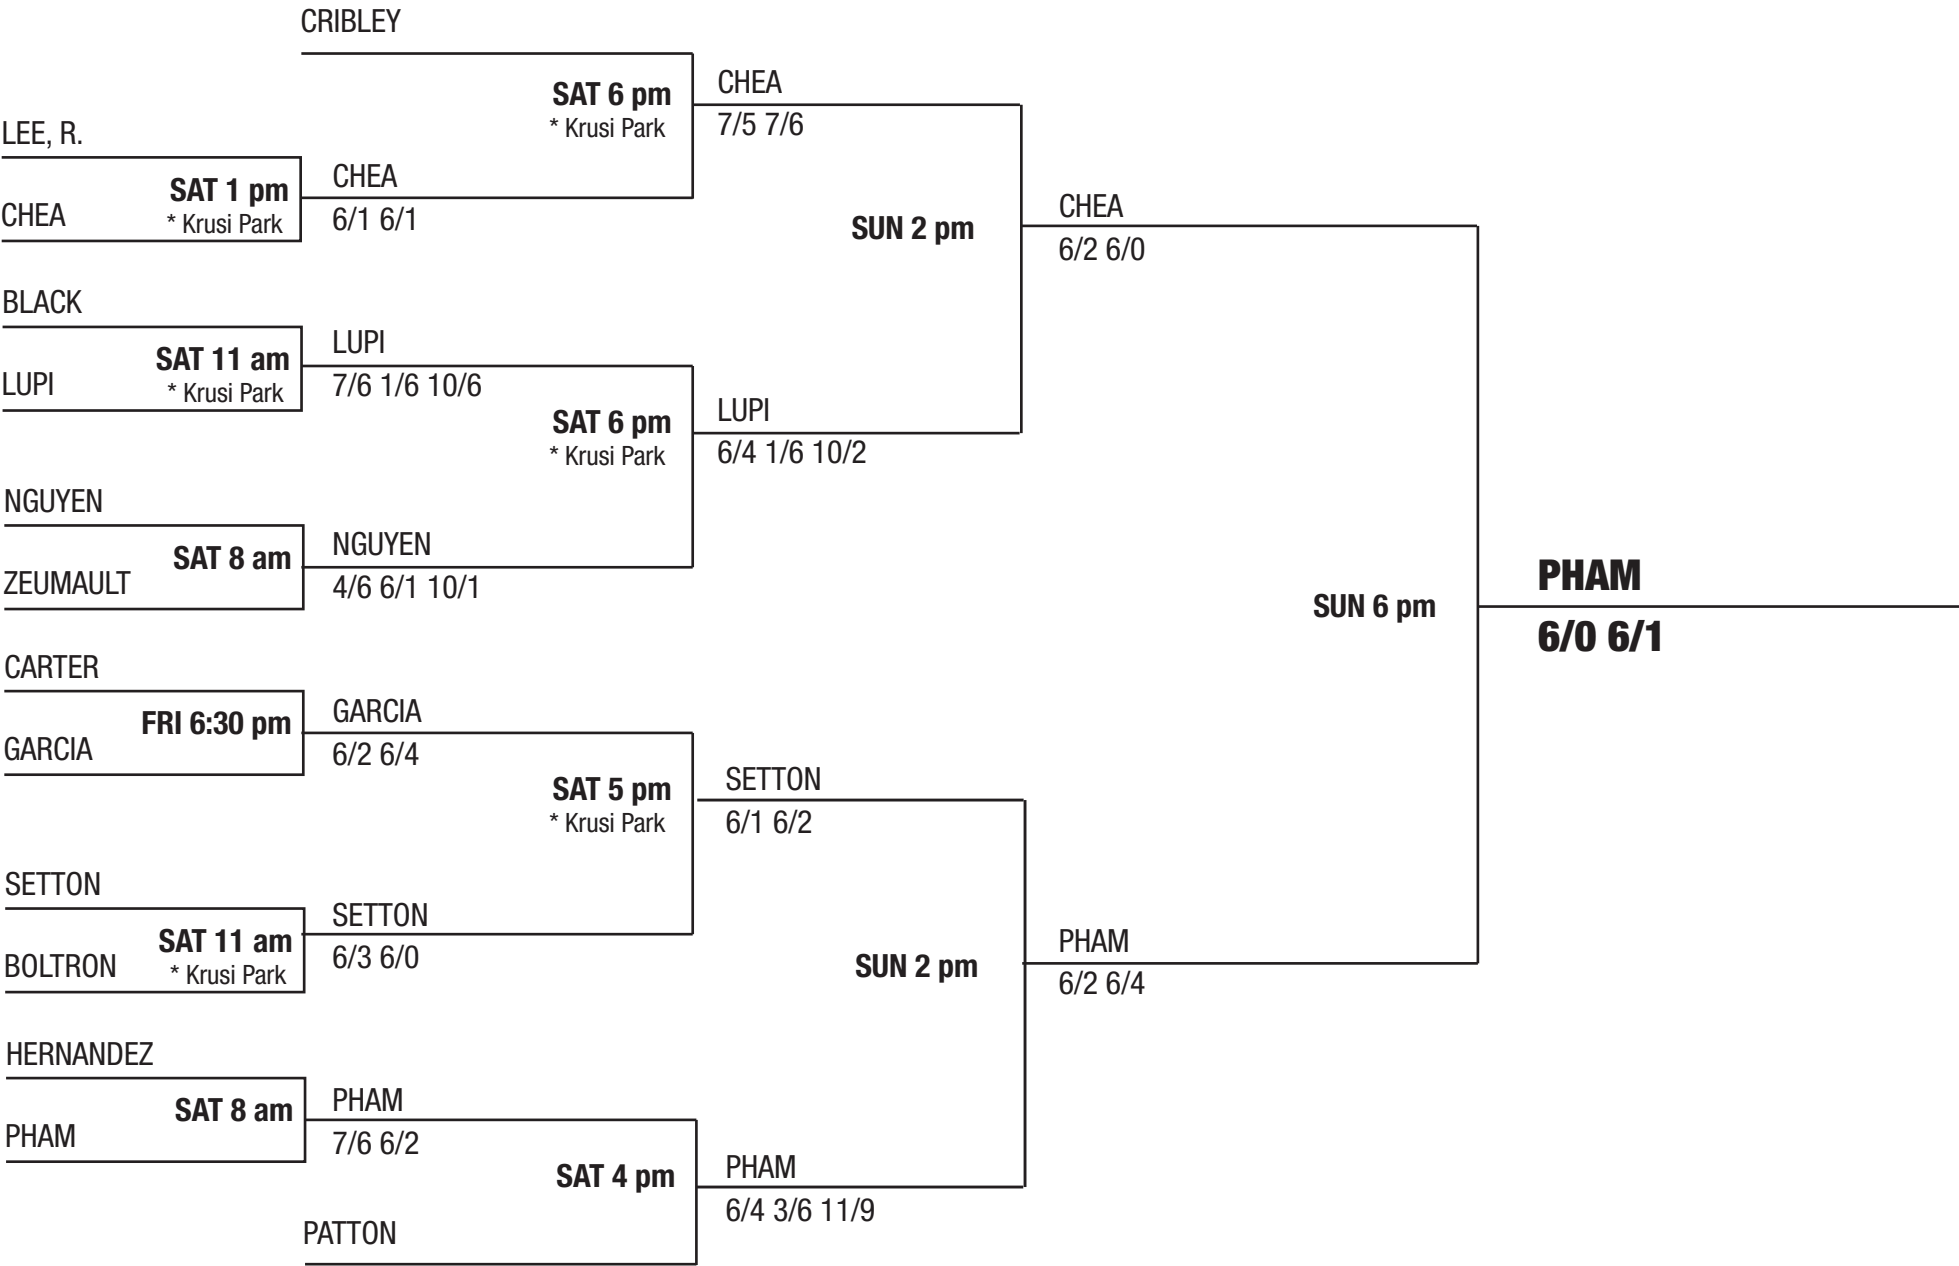 CRIBLEY
SAT 6 pm
* Krusi Park
CHEA
7/5 7/6
LEE, R.
SAT 1 pm
* Krusi Park
CHEA
CHEA
6/1 6/1
SUN 2 pm
CHEA
6/2 6/0
BLACK
SAT 11 am
* Krusi Park
LUPI
LUPI
7/6 1/6 10/6
SAT 6 pm
* Krusi Park
LUPI
6/4 1/6 10/2
NGUYEN
SAT 8 am
ZEUMAULT
NGUYEN
4/6 6/1 10/1
SUN 6 pm
PHAM
6/0 6/1
CARTER
FRI 6:30 pm
GARCIA
GARCIA
6/2 6/4
SAT 5 pm
* Krusi Park
SETTON
6/1 6/2
SETTON
SAT 11 am
* Krusi Park
BOLTRON
SETTON
6/3 6/0
SUN 2 pm
PHAM
6/2 6/4
HERNANDEZ
SAT 8 am
PHAM
PHAM
7/6 6/2
SAT 4 pm
PHAM
6/4 3/6 11/9
PATTON